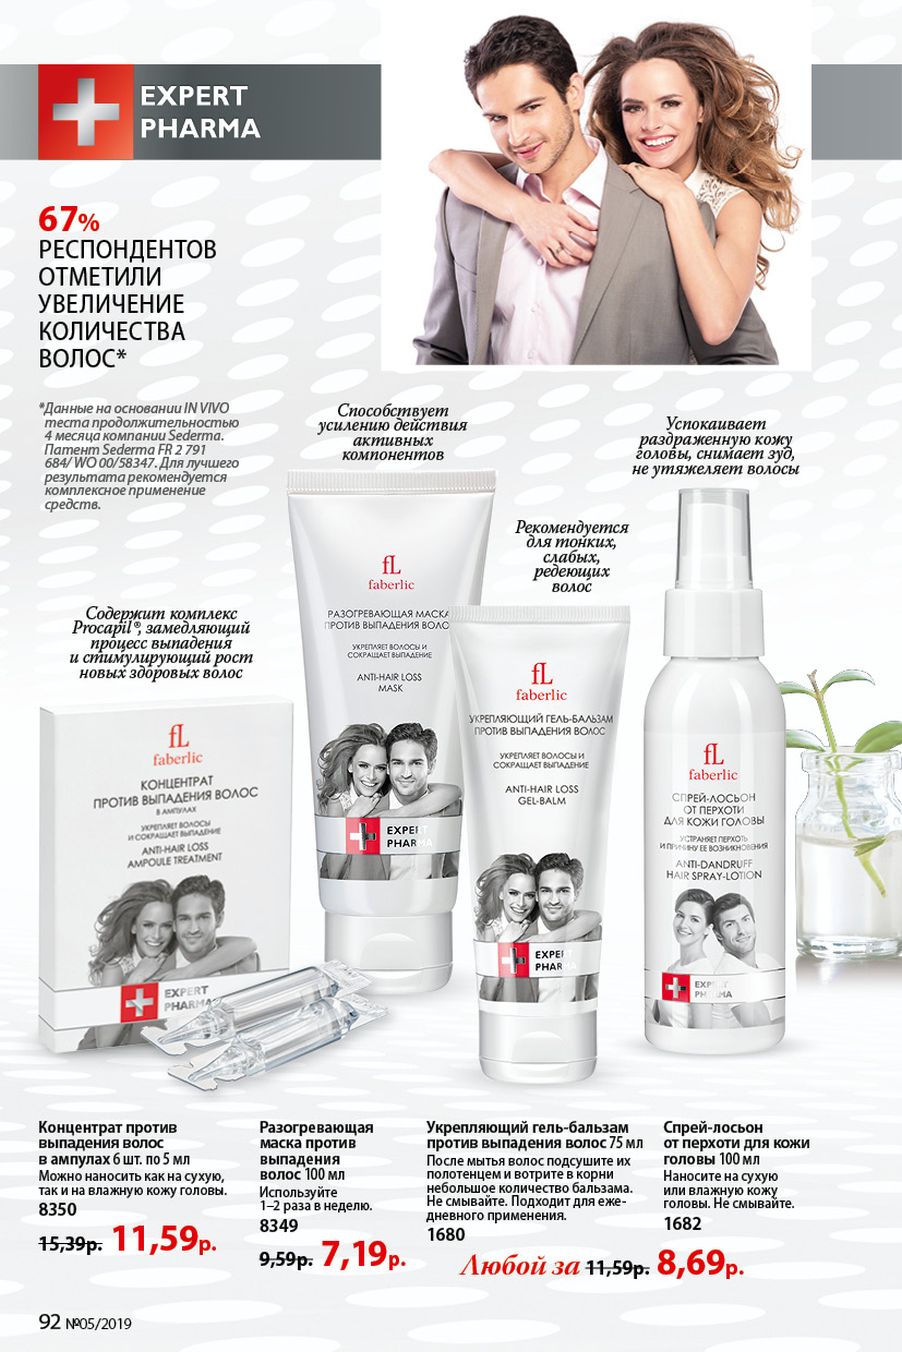 EXPERT
PHARMA
67%
РЕСПОНДЕНТОВ
ОТМЕТИЛИ
УВЕЛИЧЕНИЕ
КОЛИЧЕСТВА
ВОЛОС*
*Данные на основании IN VIVO
теста продолжительностью
4 месяца компании Sederma.
Патент Sederma FR 2 791
684/ WO 00/58347. Для лучшего
результата рекомендуется
комплексное применение
средств.
Способствует
усилению действия
активных
компонентов
Успокаивает
раздраженную кожу
головы, снимает зуд,
не утяжеляет волосы
Рекомендуется
для тонких,
слабых,
редеющих
волос
Содержит комплекс
Procapil®, замедляющий
процесс выпадения
и стимулирующий рост
новых здоровых волос
fL
faberlic
РАЗОГРЕВАЮЩАЯ МАСКА
ПРОТИВ ВЫПАДЕНИЯ ВОЛОС
УКРЕПЛЯЕТ ВОЛОСЫ И
СОКРАЩАЕТ ВЫПАДЕНИЕ
ANTI-HAIR LOSS
MASK
EXPERT
PHARMA
fL
faberlic
УКРЕПЛЯЮЩИЙ ГЕЛЬ-БАЛЬЗАМ
ПРОТИВ ВЫПАДЕНИЯ ВОЛОС
УКРЕПЛЯЕТ ВОЛОСЫ И
СОКРАЩАЕТ ВЫПАДЕНИЕ
ANTI-HAIR LOSS
GEL-BALM
EXPERT
PHAR
fL
faberlic
СПРЕЙ-ЛОСЬОН
ОТ ПЕРХОТИ
ДЛЯ КОЖИ ГОЛОВЫ
УСТРАНЯЕТ ПЕРХОТЬ
И ПРИЧИНУ ЕЕ ВОЗНИКНОВЕНИЯ
ANTI-DANDRUFF
HAIR SPRAY-LOTION
EXPERT
PHARMA
fL
faberlic
КОНЦЕНТРАТ
ПРОТИВ ВЫПАДЕНИЯ ВОЛОС
В АМПУЛАХ
УКРЕПЛЯЕТ ВОЛОСЫ
И СОКРАЩАЕТ ВЫПАДЕНИЕ
ANTI-HAIR LOSS
AMPOULE TREATMENT
EXPERT
PHARMA
Концентрат против
выпадения волос
в ампулах 6 шт. по 5 мл
Можно наносить как на сухую,
так и на влажную кожу головы.
8350
15,39р. 11,59р.
Разогревающая
маска против
выпадения
волос 100 мл
Используйте
1–2 раза в неделю.
8349
9,59р. 7,19р.
Укрепляющий гель-бальзам
против выпадения волос 75 мл
После мытья волос подсушите их
полотенцем и вотрите в корни
небольшое количество бальзама.
Не смывайте. Подходит для еже-
дневного применения.
1680
Спрей-лосьон
от перхоти для кожи
головы 100 мл
Наносите на сухую
или влажную кожу
головы. Не смывайте.
1682
Любой за 11,59р. 8,69р.
92 №05/2019